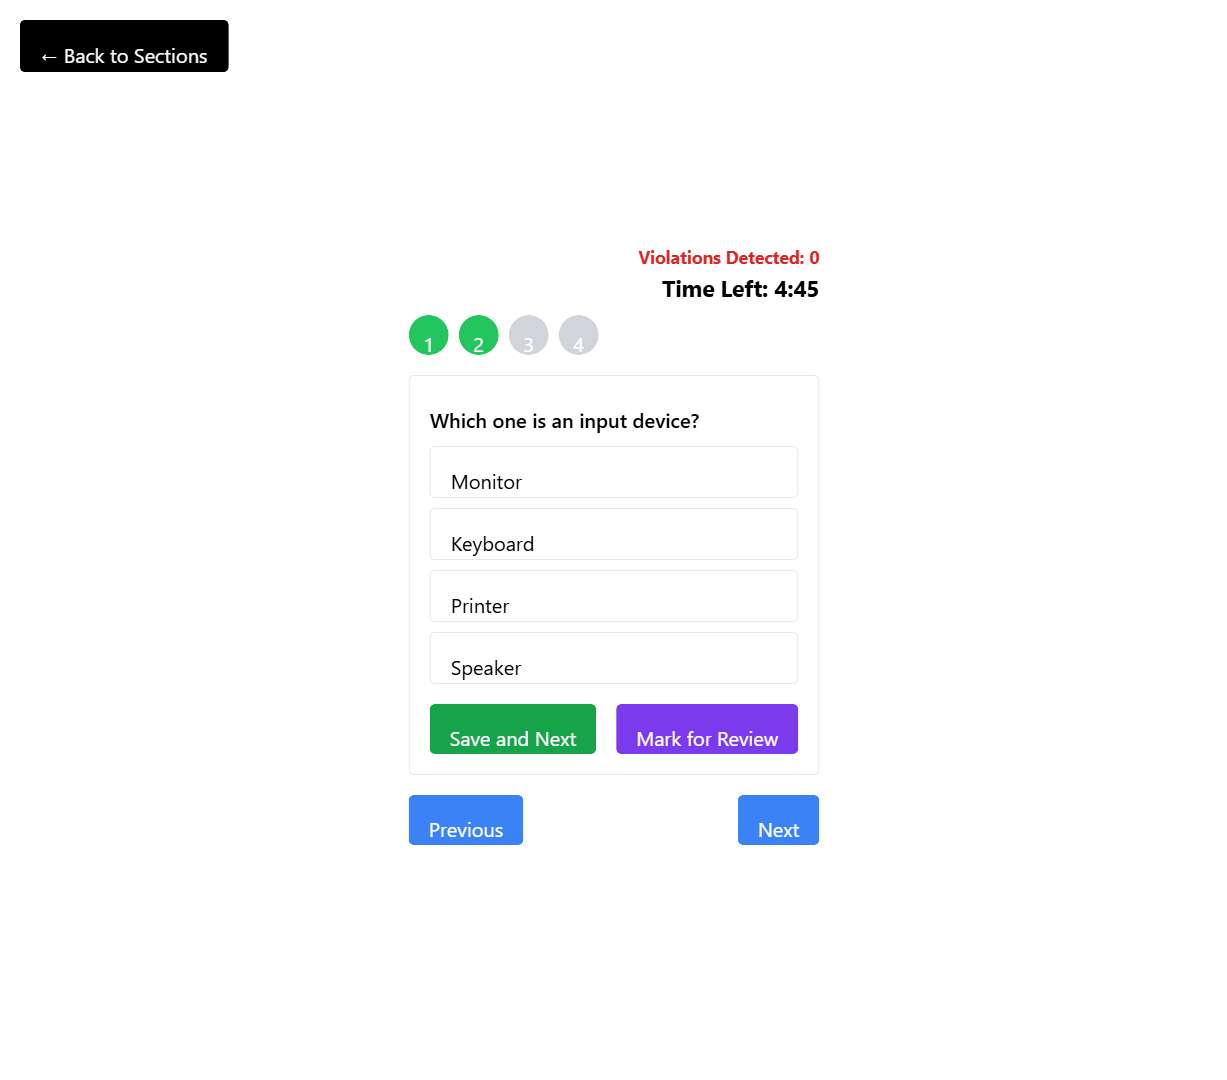 ← Back to Sections
Violations Detected: 0
Time Left: 4:45
1 2 3 4
Which one is an input device?
Monitor
Keyboard
Printer
Speaker
Save and Next Mark for Review
Previous Next